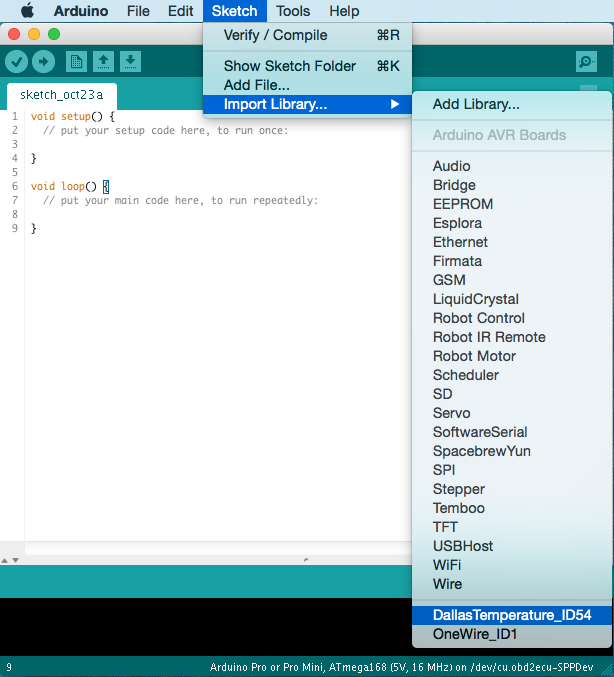 Arduino File Edit Sketch Tools Help
Verify / Compile ⌘R
Show Sketch Folder ⌘K
Add File...
Import Library...
sketch_oct23a
1 void setup() {
2 // put your setup code here, to run once:
3
4 }
5
6 void loop() {
7 // put your main code here, to run repeatedly:
8
9 }
Add Library...
Arduino AVR Boards
Audio
Bridge
EEPROM
Esplora
Ethernet
Firmata
GSM
LiquidCrystal
Robot Control
Robot IR Remote
Robot Motor
Scheduler
SD
Servo
SoftwareSerial
SpacebrewYun
SPI
Stepper
Temboo
TFT
USBHost
WiFi
Wire
DallasTemperature_ID54
OneWire_ID1
9 Arduino Pro or Pro Mini, ATmega168 (5V, 16 MHz) on /dev/cu.obd2ecu-SPPDev